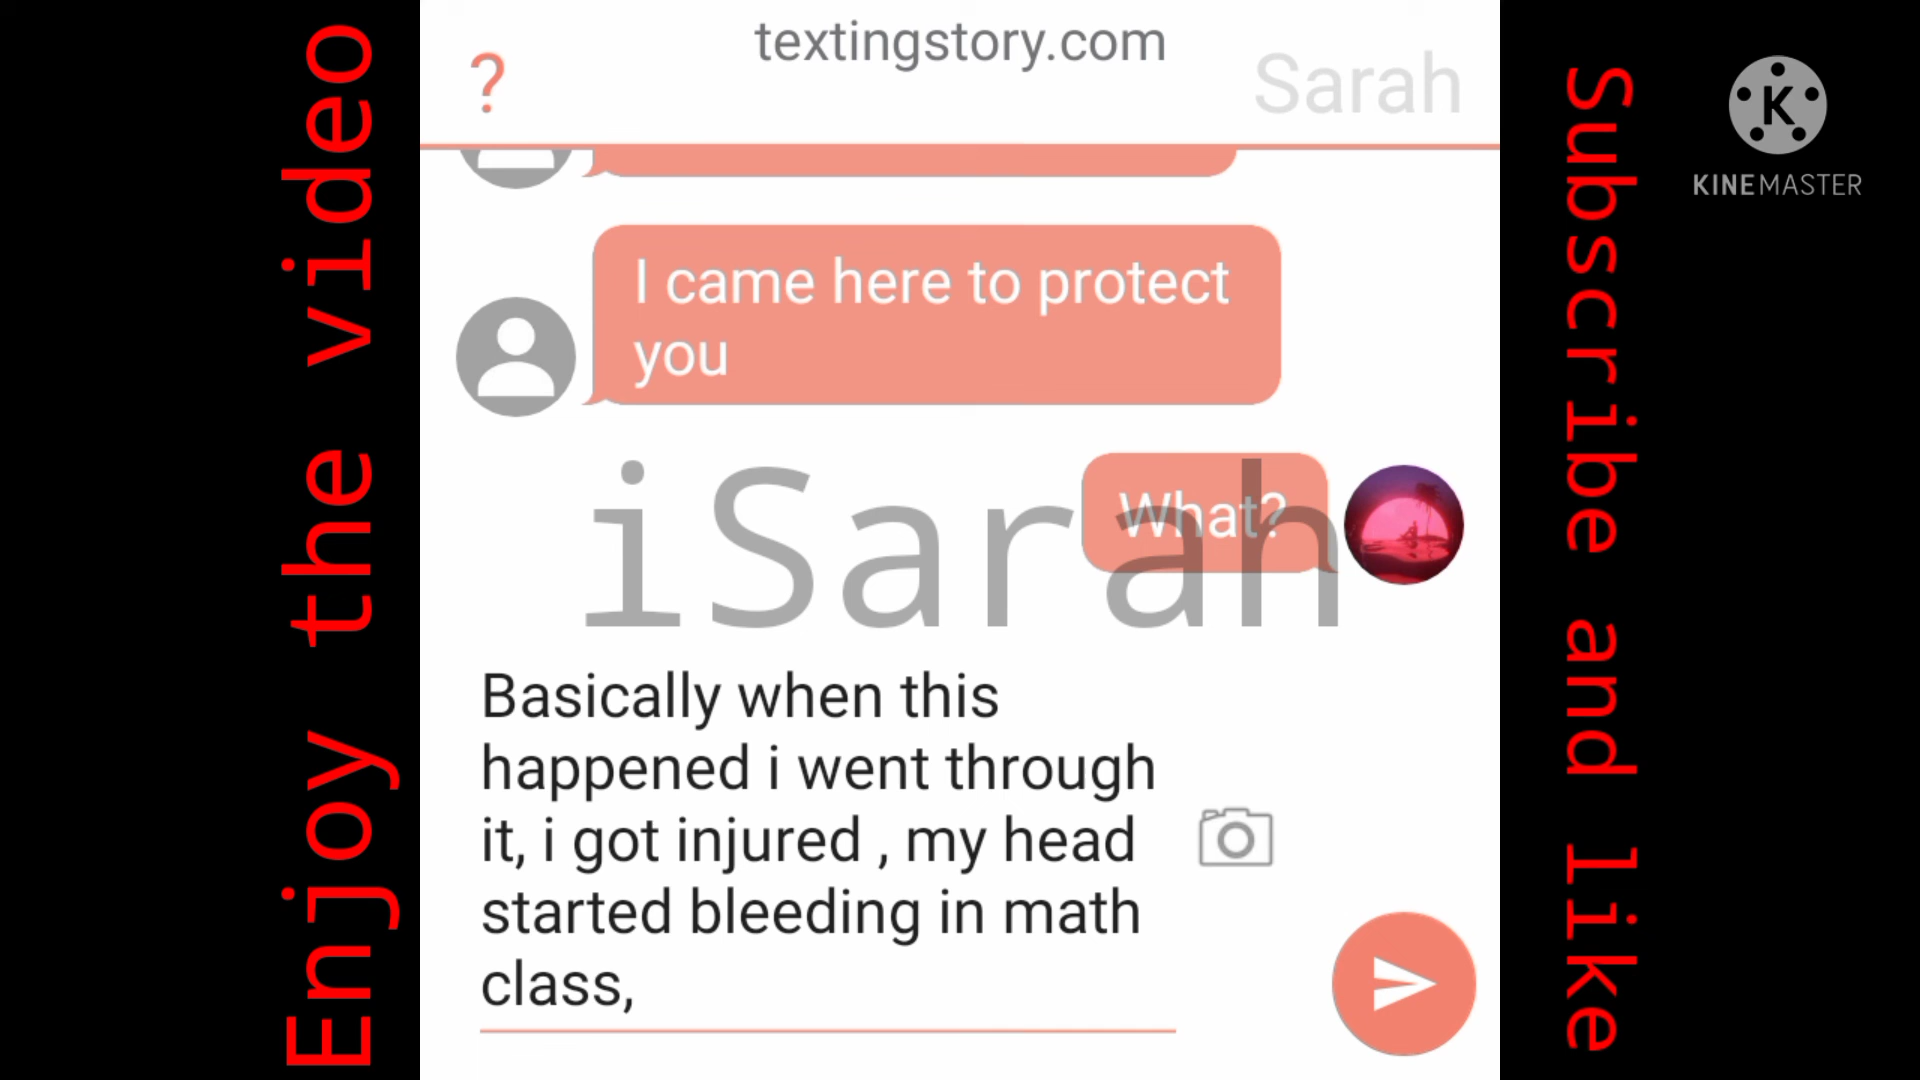 Enjoy the video
textingstory.com
?
Sarah
I came here to protect
you
What?
iSarah
Basically when this
happened i went through
it, i got injured , my head
started bleeding in math
class,
Subscribe and like
K
KINEMASTER